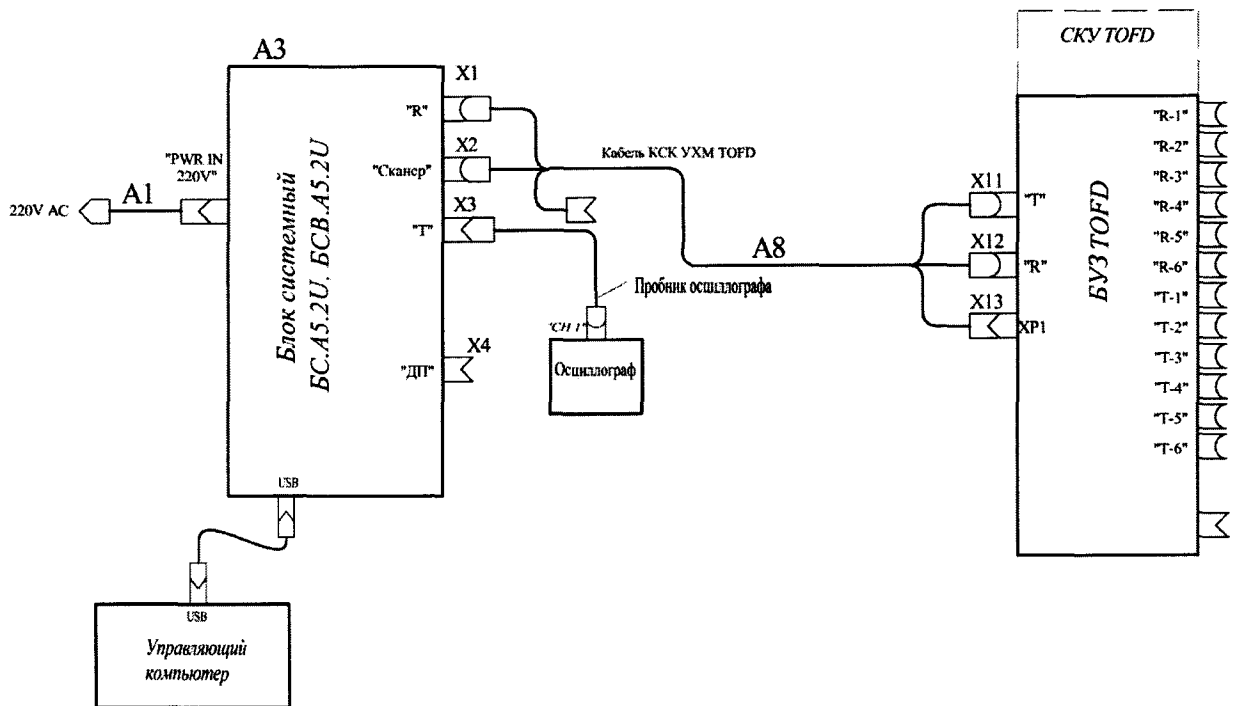 СКУ TOFD
A3
X1
"R"
"R-1"
"R-2"
X2
Кабель КСК УХМ TOFD
"PWR IN
220V"
"Сканер"
"R-3"
X11
A1
220V AC
X3
"T"
"T"
"R-4"
"R-5"
A8
X12
"R"
"R-6"
Блок системный
БС.А5.2U, БСВ.А5.2U
БУЗ TOFD
Пробник осциллографа
X13
XP1
"T-1"
"T-2"
"CH 1"
X4
"ДП"
Осциллограф
"T-3"
"T-4"
"T-5"
"T-6"
USB
USB
Управляющий
компьютер